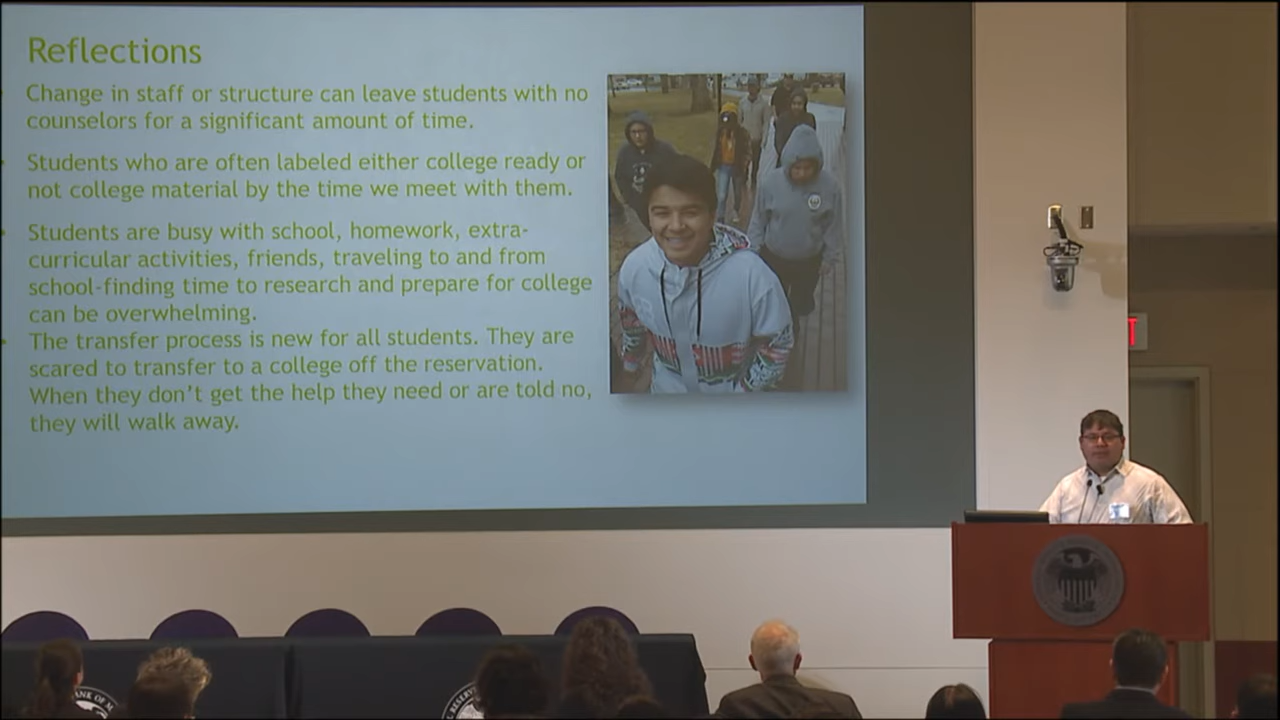 Reflections
Change in staff or structure can leave students with no
counselors for a significant amount of time.
Students who are often labeled either college ready or
not college material by the time we meet with them.
Students are busy with school, homework, extra-
curricular activities, friends, traveling to and from
school-finding time to research and prepare for college
can be overwhelming.
The transfer process is new for all students. They are
scared to transfer to a college off the reservation.
When they don't get the help they need or are told no,
they will walk away.